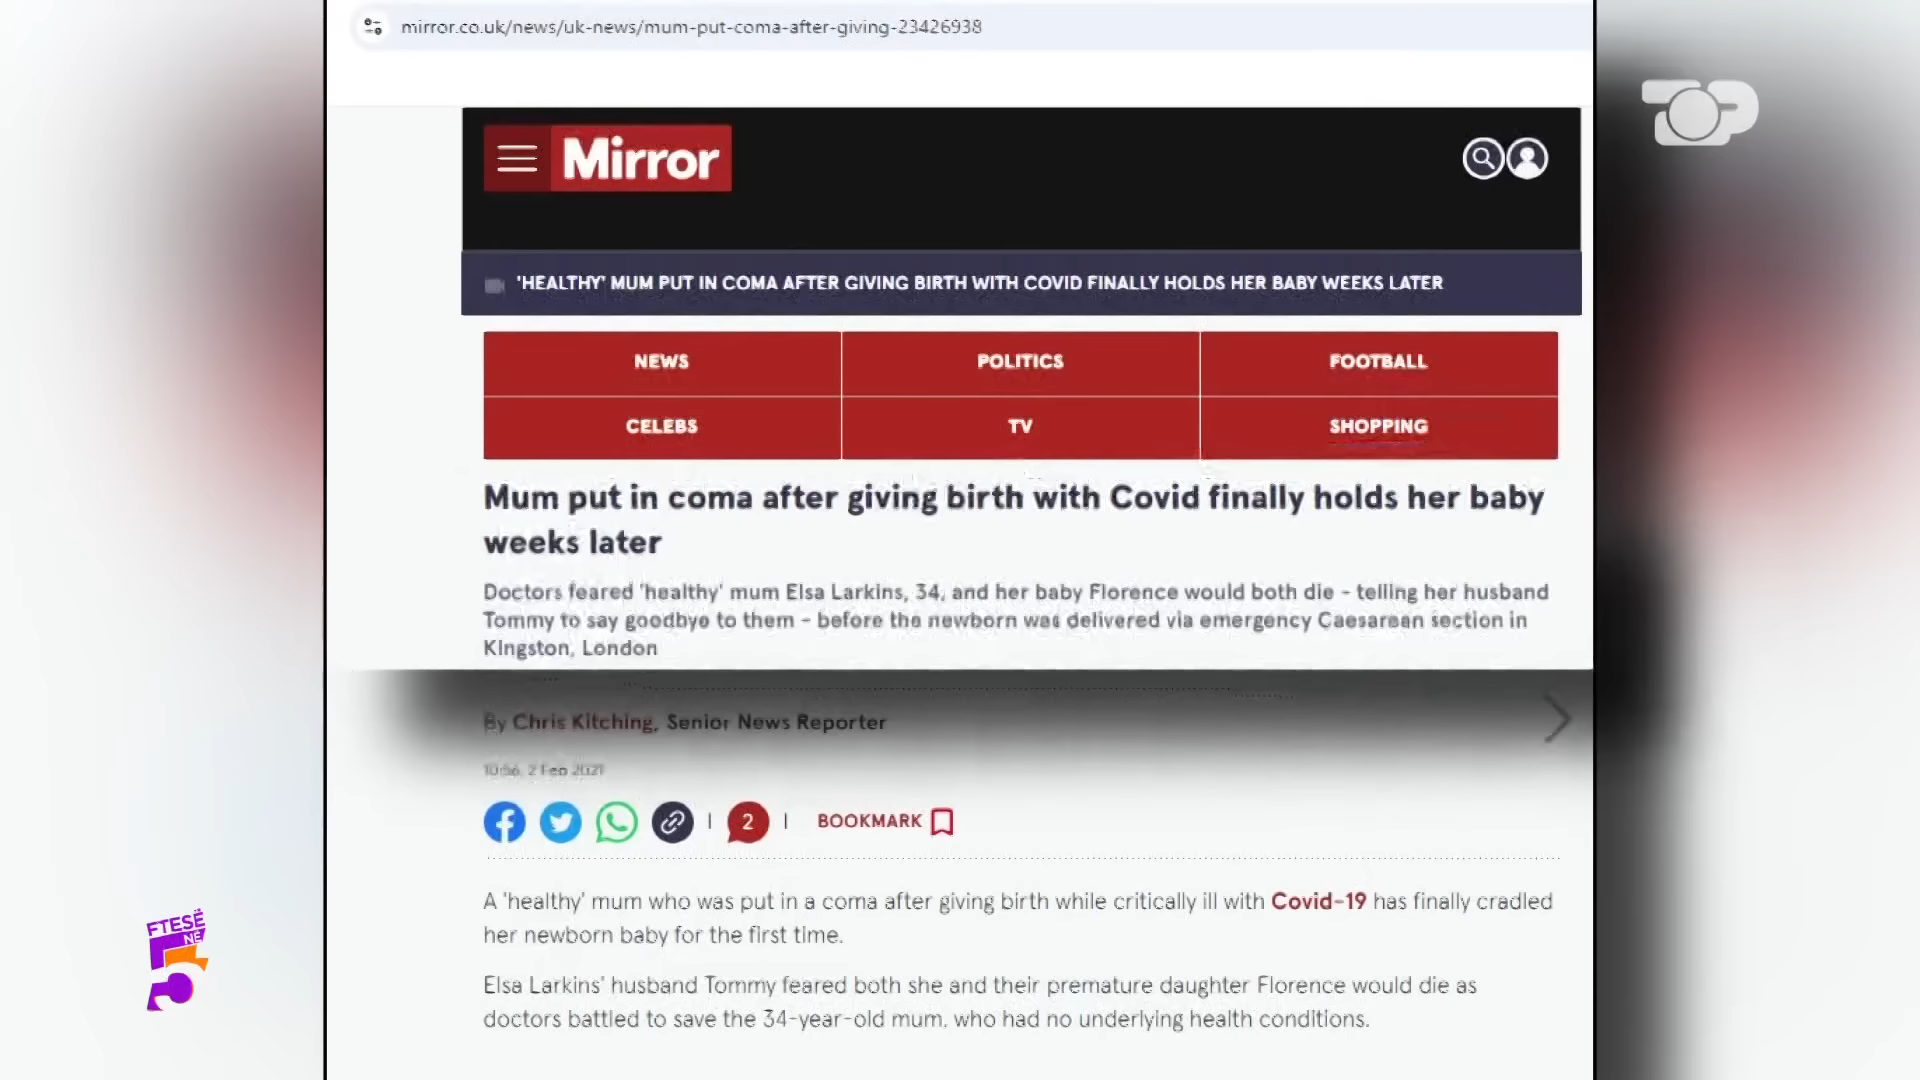 mirror.co.uk/news/uk-news/mum-put-coma-after-giving-23426938
TOP
Mirror
'HEALTHY' MUM PUT IN COMA AFTER GIVING BIRTH WITH COVID FINALLY HOLDS HER BABY WEEKS LATER
NEWS
POLITICS
FOOTBALL
CELEBS
TV
SHOPPING
Mum put in coma after giving birth with Covid finally holds her baby
weeks later
Doctors feared 'healthy' mum Elsa Larkins, 34, and her baby Florence would both die - telling her husband
Tommy to say goodbye to them - before the newborn was delivered via emergency Caesarean section in
Kingston, London
By Chris Kitching, Senior News Reporter
10:56, 2 Feb 2021
2
BOOKMARK
A 'healthy' mum who was put in a coma after giving birth while critically ill with Covid-19 has finally cradled
her newborn baby for the first time.
Elsa Larkins' husband Tommy feared both she and their premature daughter Florence would die as
doctors battled to save the 34-year-old mum, who had no underlying health conditions.
FTESË
NË
5